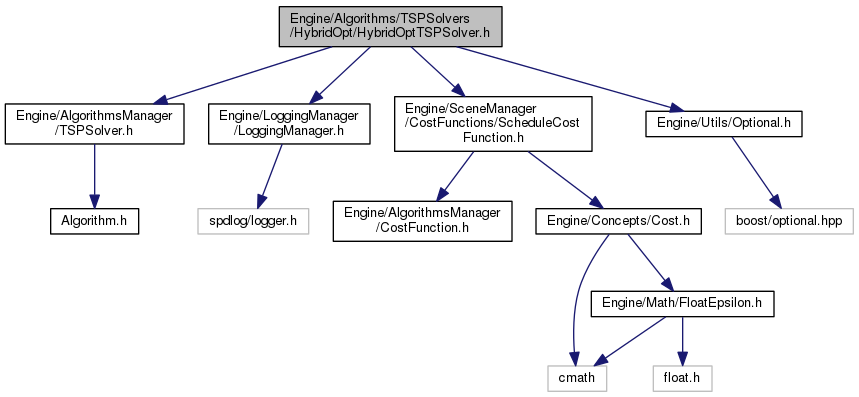 Engine/Algorithms/TSPSolvers
/HybridOpt/HybridOptTSPSolver.h
Engine/AlgorithmsManager
/TSPSolver.h
Engine/LoggingManager
/LoggingManager.h
Engine/SceneManager
/CostFunctions/ScheduleCost
Function.h
Engine/Utils/Optional.h
Algorithm.h
spdlog/logger.h
Engine/AlgorithmsManager
/CostFunction.h
Engine/Concepts/Cost.h
boost/optional.hpp
Engine/Math/FloatEpsilon.h
cmath
float.h